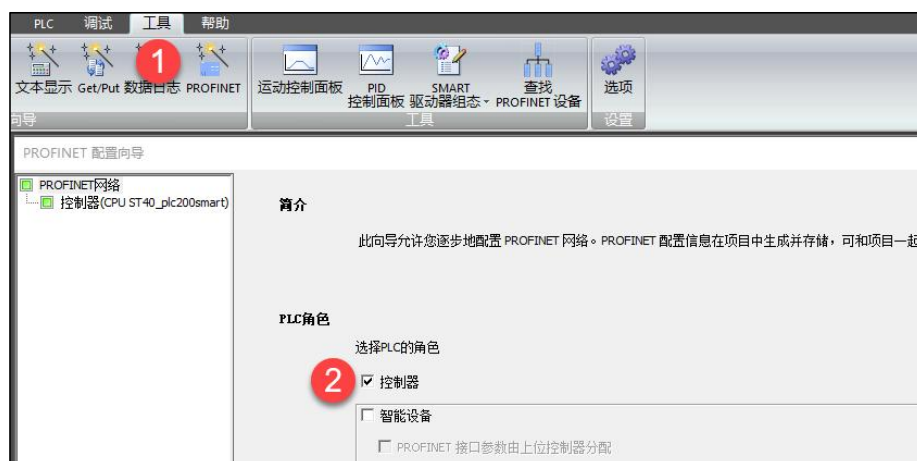 PLC 调试 工具 帮助
1
文本显示 Get/Put 数据日志 PROFINET 运动控制面板 PID 控制面板 SMART 驱动器组态 查找 PROFINET 设备 选项
向导 工具 设置
PROFINET 配置向导
PROFINET网络
控制器(CPU ST40_plc200smart)
简介
此向导允许您逐步地配置 PROFINET 网络。PROFINET 配置信息在项目中生成并存储，可和项目一起
PLC角色
选择PLC的角色
2 控制器
智能设备
PROFINET 接口参数由上位控制器分配